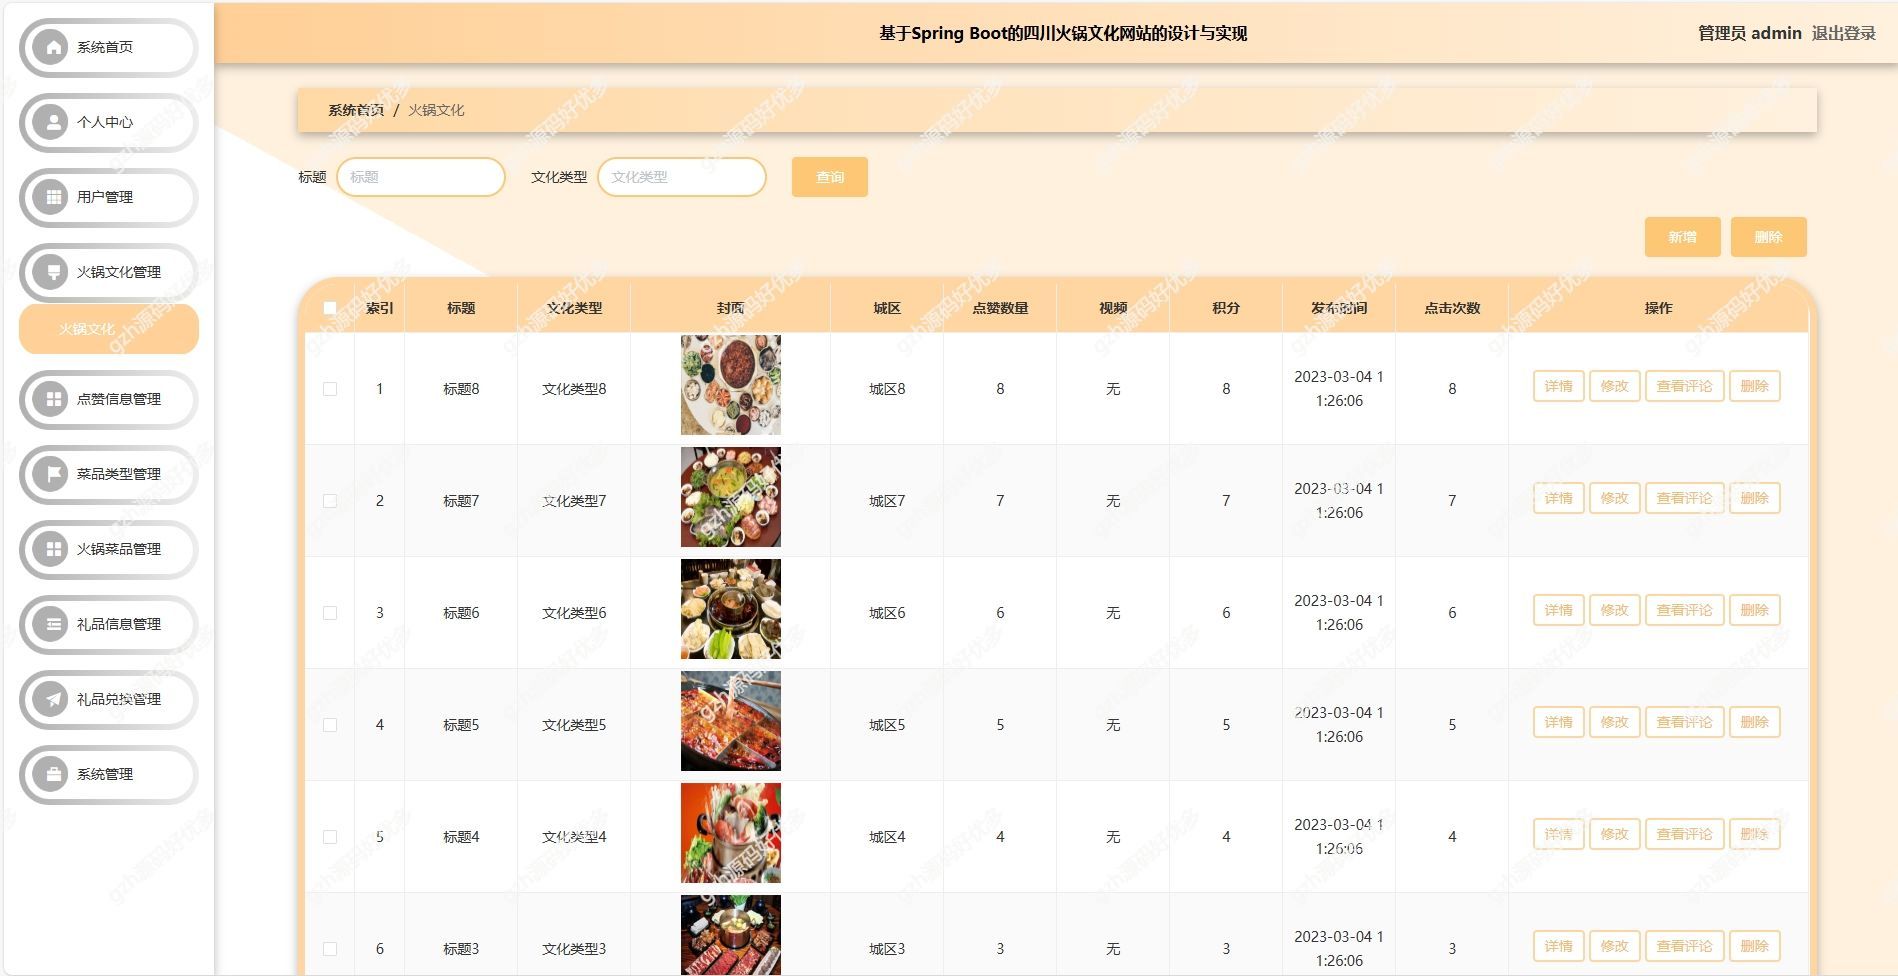 基于Spring Boot的四川火锅文化网站的设计与实现
管理员 admin 退出登录
系统首页
个人中心
用户管理
火锅文化管理
火锅文化
点赞信息管理
菜品类型管理
火锅菜品管理
礼品信息管理
礼品兑换管理
系统管理
系统首页 / 火锅文化
标题 标题 文化类型 文化类型 查询
新增 删除
索引 标题 文化类型 封面 城区 点赞数量 视频 积分 发布时间 点击次数 操作
1 标题8 文化类型8 城区8 8 无 8 2023-03-04 1
1:26:06 8 详情 修改 查看评论 删除
2 标题7 文化类型7 城区7 7 无 7 2023-03-04 1
1:26:06 7 详情 修改 查看评论 删除
3 标题6 文化类型6 城区6 6 无 6 2023-03-04 1
1:26:06 6 详情 修改 查看评论 删除
4 标题5 文化类型5 城区5 5 无 5 2023-03-04 1
1:26:06 5 详情 修改 查看评论 删除
5 标题4 文化类型4 城区4 4 无 4 2023-03-04 1
1:26:06 4 详情 修改 查看评论 删除
6 标题3 文化类型3 城区3 3 无 3 2023-03-04 1
1:26:06 3 详情 修改 查看评论 删除
gzh源码好优多